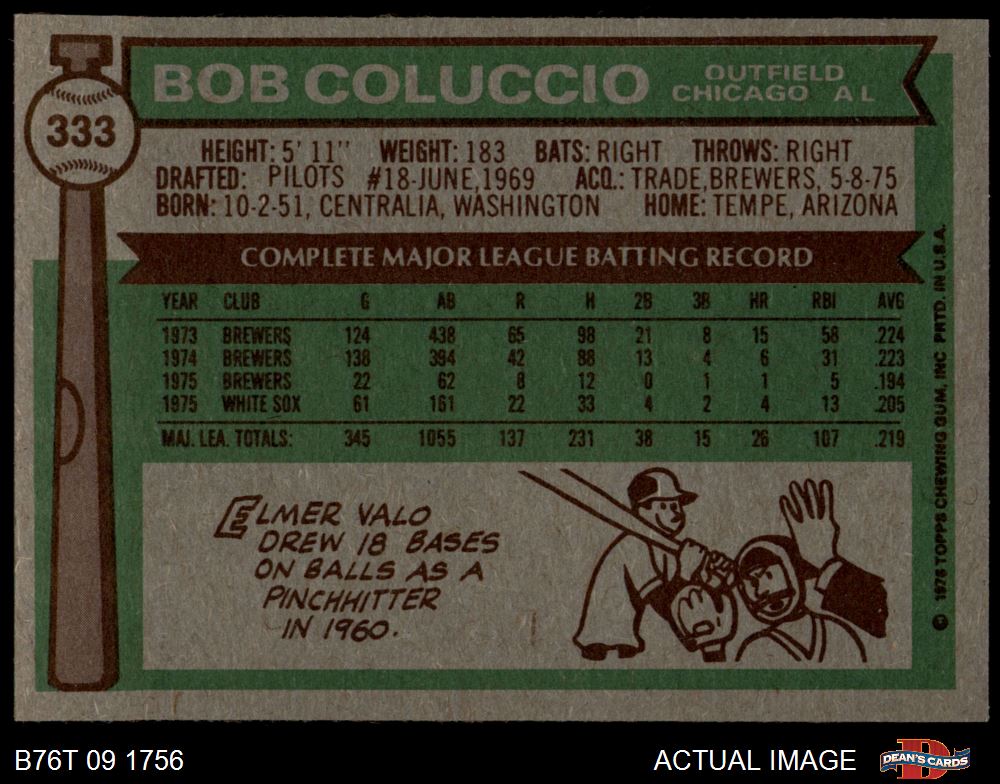 333
BOB COLUCCIO
OUTFIELD
CHICAGO A L
HEIGHT: 5' 11" WEIGHT: 183 BATS: RIGHT THROWS: RIGHT
DRAFTED: PILOTS #18-JUNE, 1969 ACQ.: TRADE, BREWERS, 5-8-75
BORN: 10-2-51, CENTRALIA, WASHINGTON HOME: TEMPE, ARIZONA
COMPLETE MAJOR LEAGUE BATTING RECORD
YEAR CLUB G AB R H 2B 3B HR RBI AVG
1973 BREWERS 124 438 65 98 21 8 15 58 .224
1974 BREWERS 138 394 42 88 13 4 6 31 .223
1975 BREWERS 22 62 8 12 0 1 1 5 .194
1975 WHITE SOX 61 161 22 33 4 2 4 13 .205
MAJ. LEA. TOTALS: 345 1055 137 231 38 15 26 107 .219
ELMER VALO
DREW 18 BASES
ON BALLS AS A
PINCHHITTER
IN 1960.
© 1976 TOPPS CHEWING GUM, INC PRTD. IN U.S.A.
B76T 09 1756
ACTUAL IMAGE
DEAN'S CARDS